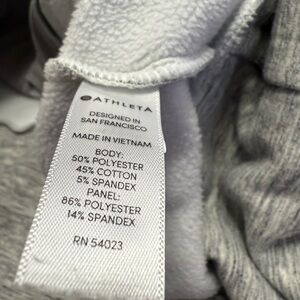 ATHLETA
DESIGNED IN
SAN FRANCISCO
MADE IN VIETNAM
BODY:
50% POLYESTER
45% COTTON
5% SPANDEX
PANEL:
86% POLYESTER
14% SPANDEX
RN 54023